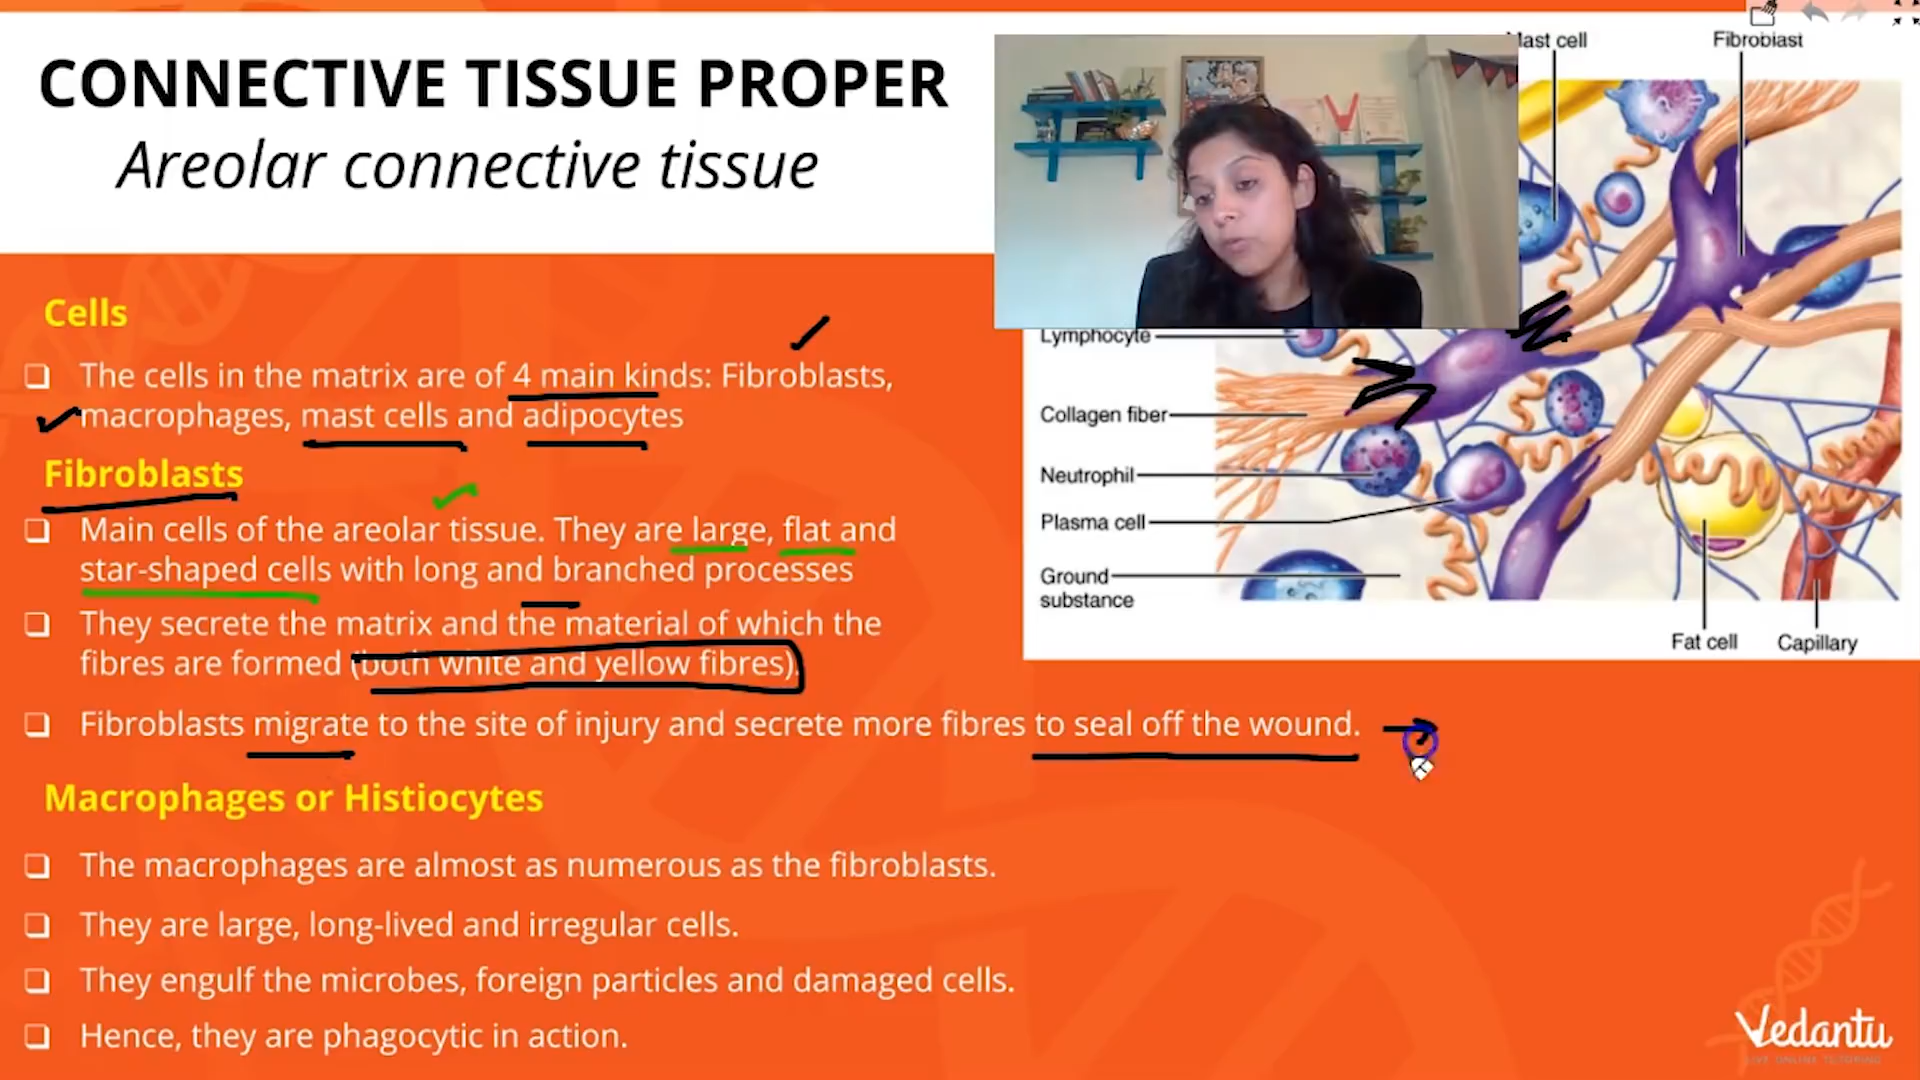 CONNECTIVE TISSUE PROPER
Areolar connective tissue
Cells
The cells in the matrix are of 4 main kinds: Fibroblasts,
macrophages, mast cells and adipocytes
Fibroblasts
Main cells of the areolar tissue. They are large, flat and
star-shaped cells with long and branched processes
They secrete the matrix and the material of which the
fibres are formed (both white and yellow fibres).
Fibroblasts migrate to the site of injury and secrete more fibres to seal off the wound.
Macrophages or Histiocytes
The macrophages are almost as numerous as the fibroblasts.
They are large, long-lived and irregular cells.
They engulf the microbes, foreign particles and damaged cells.
Hence, they are phagocytic in action.
Mast cell
Fibroblast
Lymphocyte
Collagen fiber
Neutrophil
Plasma cell
Ground
substance
Fat cell
Capillary
Vedantu
LIVE ONLINE TUTORING